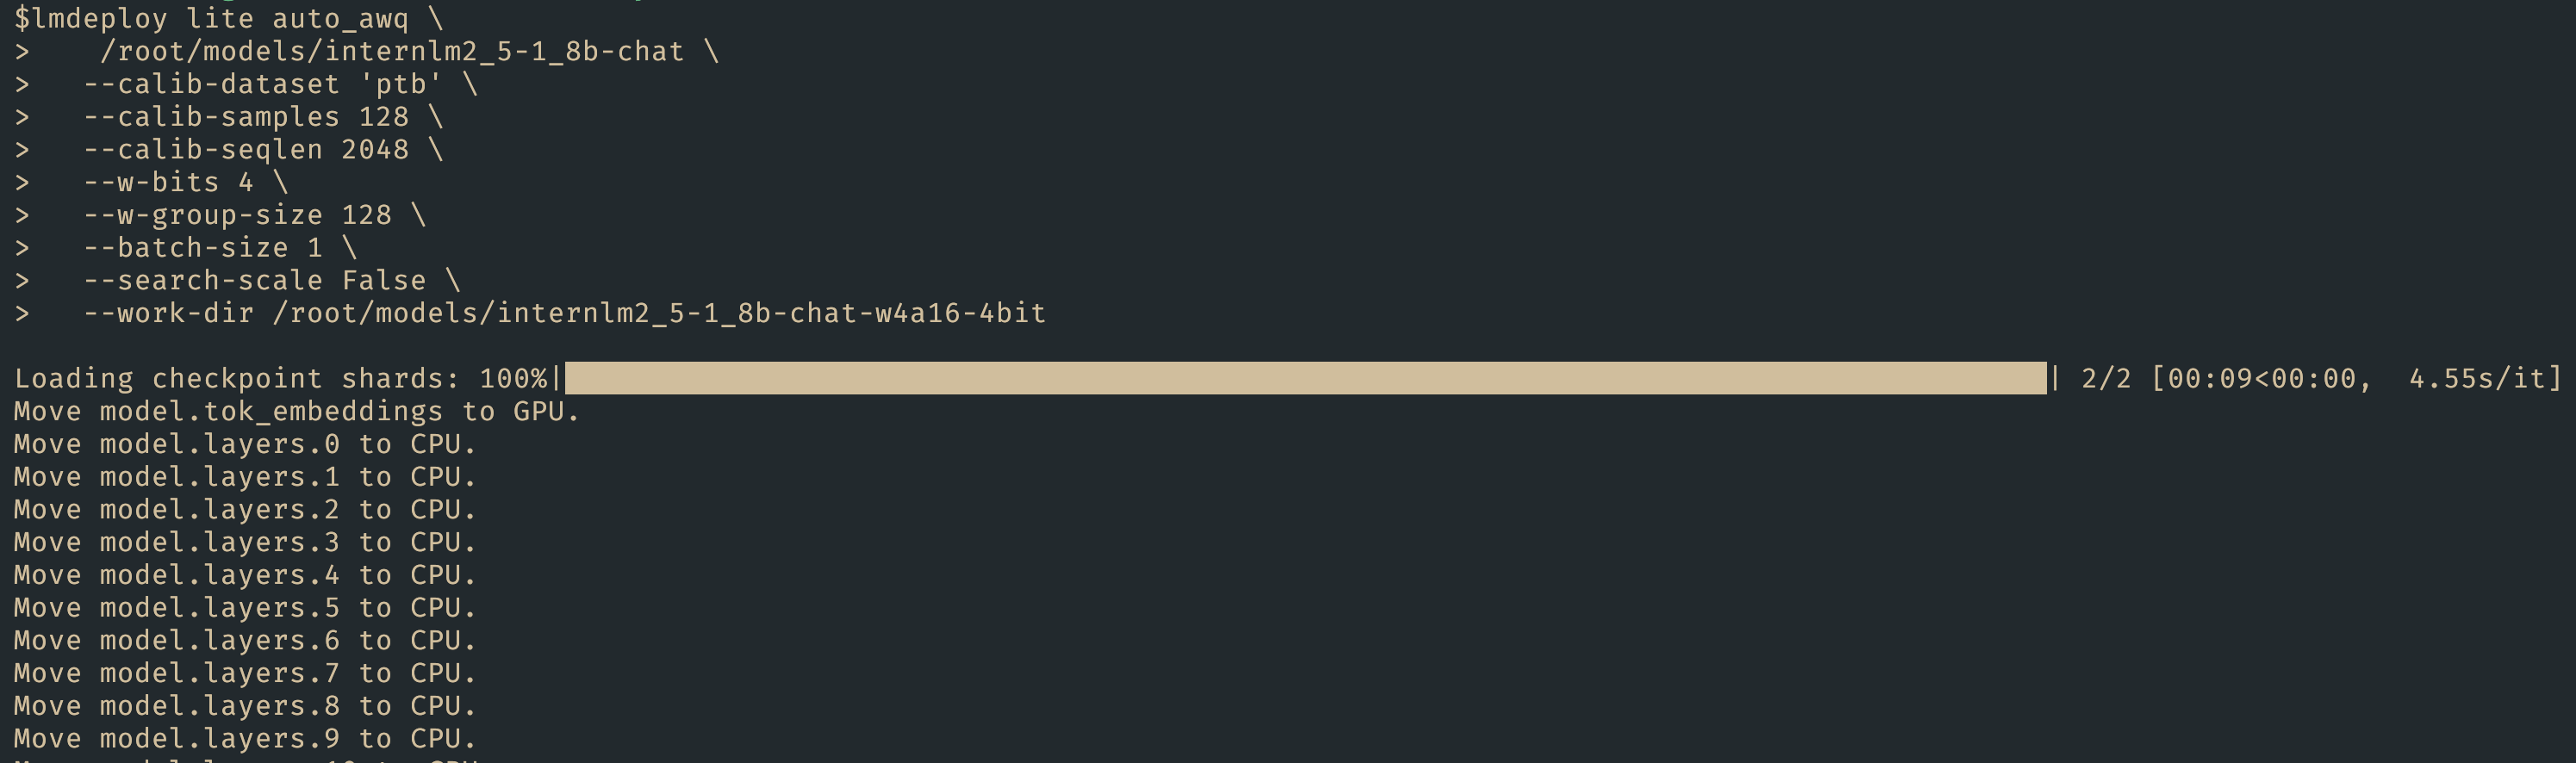 $lmdeploy lite auto_awq \
>    /root/models/internlm2_5-1_8b-chat \
>   --calib-dataset 'ptb' \
>   --calib-samples 128 \
>   --calib-seqlen 2048 \
>   --w-bits 4 \
>   --w-group-size 128 \
>   --batch-size 1 \
>   --search-scale False \
>   --work-dir /root/models/internlm2_5-1_8b-chat-w4a16-4bit
Loading checkpoint shards: 100%| | 2/2 [00:09<00:00,  4.55s/it]
Move model.tok_embeddings to GPU.
Move model.layers.0 to CPU.
Move model.layers.1 to CPU.
Move model.layers.2 to CPU.
Move model.layers.3 to CPU.
Move model.layers.4 to CPU.
Move model.layers.5 to CPU.
Move model.layers.6 to CPU.
Move model.layers.7 to CPU.
Move model.layers.8 to CPU.
Move model.layers.9 to CPU.